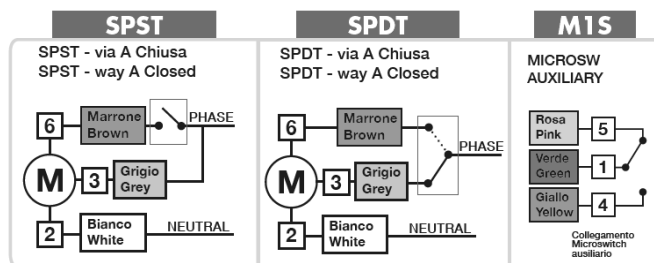 SPST
SPST - via A Chiusa
SPST - way A Closed
6
Marrone
Brown
PHASE
M
3
Grigio
Grey
2
Bianco
White
NEUTRAL
SPDT
SPDT - via A Chiusa
SPDT - way A Closed
6
Marrone
Brown
PHASE
M
3
Grigio
Grey
2
Bianco
White
NEUTRAL
M1S
MICROSW
AUXILIARY
Rosa
Pink
5
Verde
Green
1
Giallo
Yellow
4
Collegamento
Microswitch
ausiliario